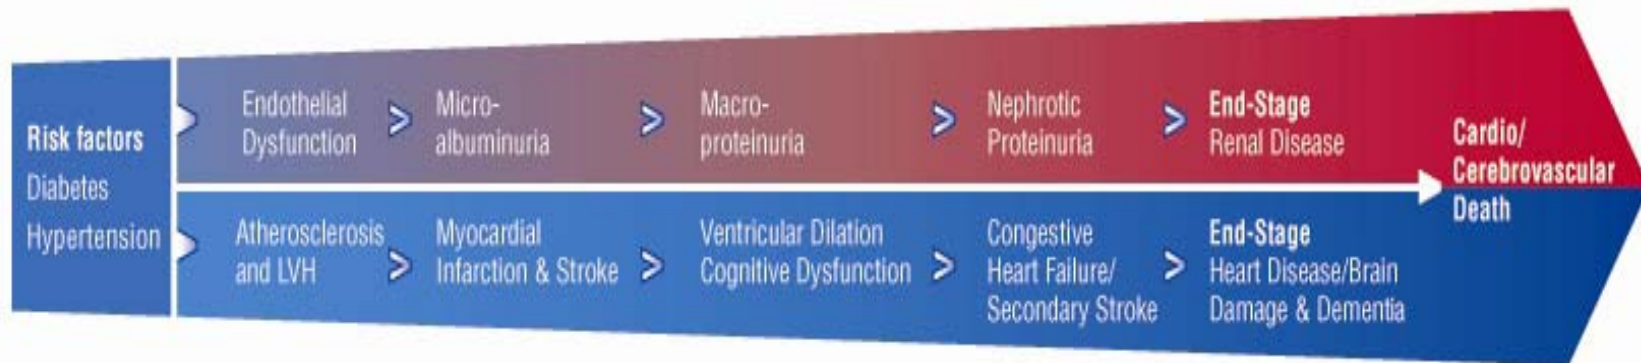 Risk factors
Diabetes
Hypertension
Endothelial
Dysfunction
Micro-
albuminuria
Macro-
proteinuria
Nephrotic
Proteinuria
End-Stage
Renal Disease
Atherosclerosis
and LVH
Myocardial
Infarction & Stroke
Ventricular Dilation
Cognitive Dysfunction
Congestive
Heart Failure/
Secondary Stroke
End-Stage
Heart Disease/Brain
Damage & Dementia
Cardio/
Cerebrovascular
Death